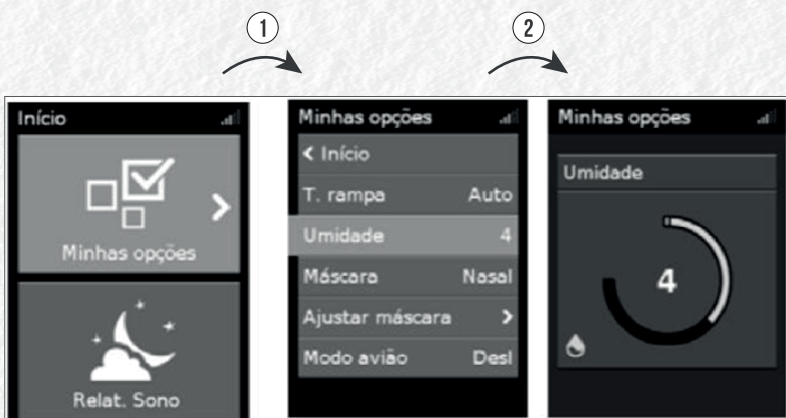 1
2
Início
Minhas opções
Relat. Sono
Minhas opções
< Início
T. rampa Auto
Umidade 4
Máscara Nasal
Ajustar máscara >
Modo avião Desl
Minhas opções
Umidade
4